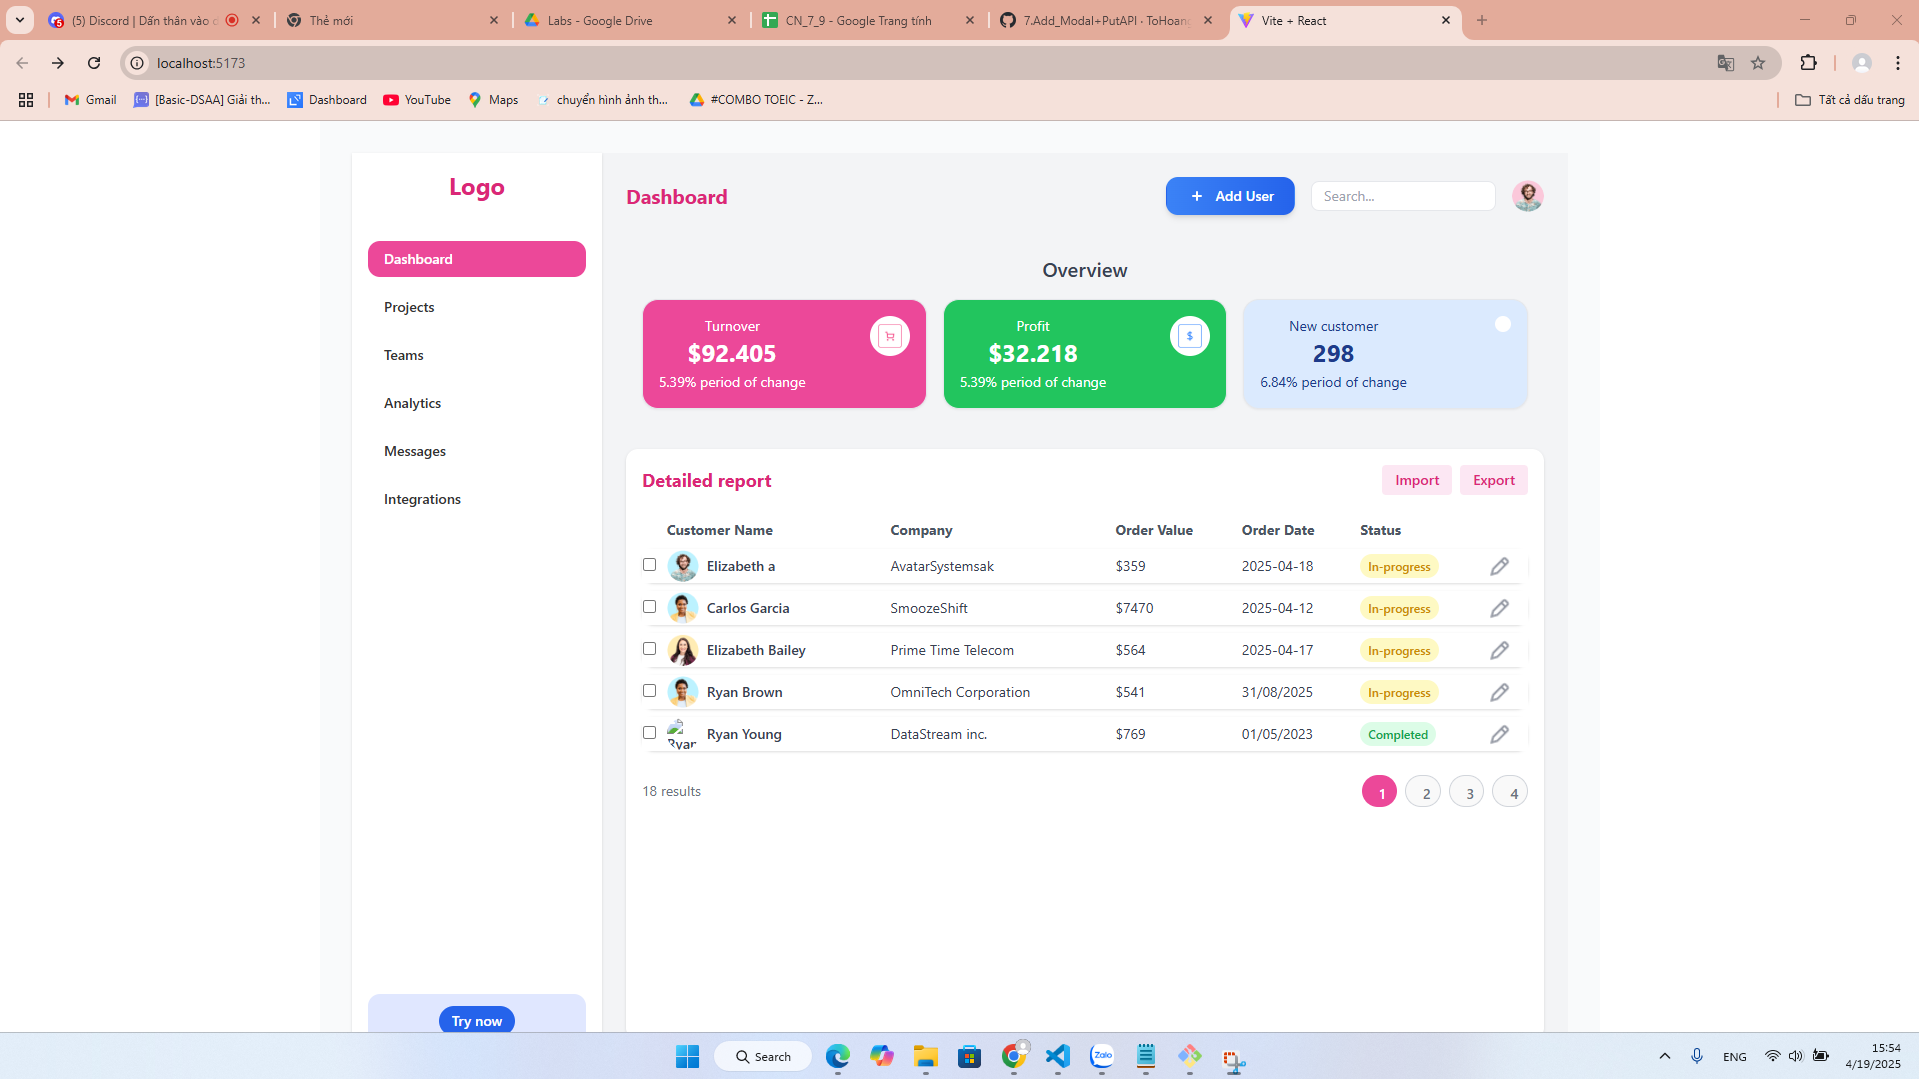 (5) Discord | Dấn thân vào c
Thẻ mới
Labs - Google Drive
CN_7_9 - Google Trang tính
7.Add_Modal+PutAPI · ToHoang
Vite + React
localhost:5173
Gmail
[Basic-DSAA] Giải th...
Dashboard
YouTube
Maps
chuyển hình ảnh th...
#COMBO TOEIC - Z...
Tất cả dấu trang
Logo
Dashboard
Projects
Teams
Analytics
Messages
Integrations
Try now
Dashboard
+ Add User
Search...
Overview
Turnover
$92.405
5.39% period of change
Profit
$32.218
5.39% period of change
$
New customer
298
6.84% period of change
Detailed report
Import
Export
Customer Name Company Order Value Order Date Status
Elizabeth a AvatarSystemsak $359 2025-04-18 In-progress
Carlos Garcia SmoozeShift $7470 2025-04-12 In-progress
Elizabeth Bailey Prime Time Telecom $564 2025-04-17 In-progress
Ryan Brown OmniTech Corporation $541 31/08/2025 In-progress
Ryan Ryan Young DataStream inc. $769 01/05/2023 Completed
18 results
1 2 3 4
Search
Zalo
ENG
15:54
4/19/2025